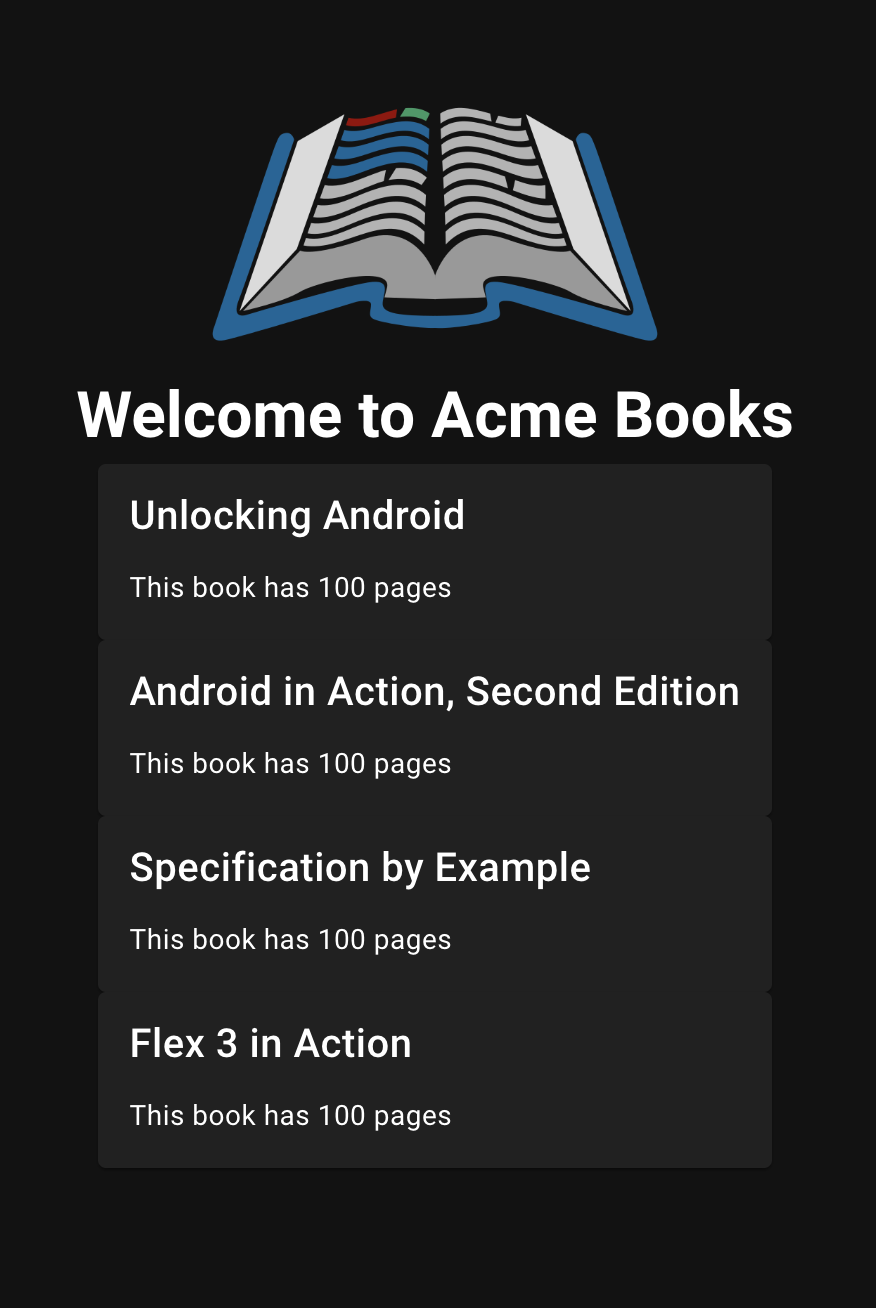 Welcome to Acme Books
Unlocking Android
This book has 100 pages
Android in Action, Second Edition
This book has 100 pages
Specification by Example
This book has 100 pages
Flex 3 in Action
This book has 100 pages